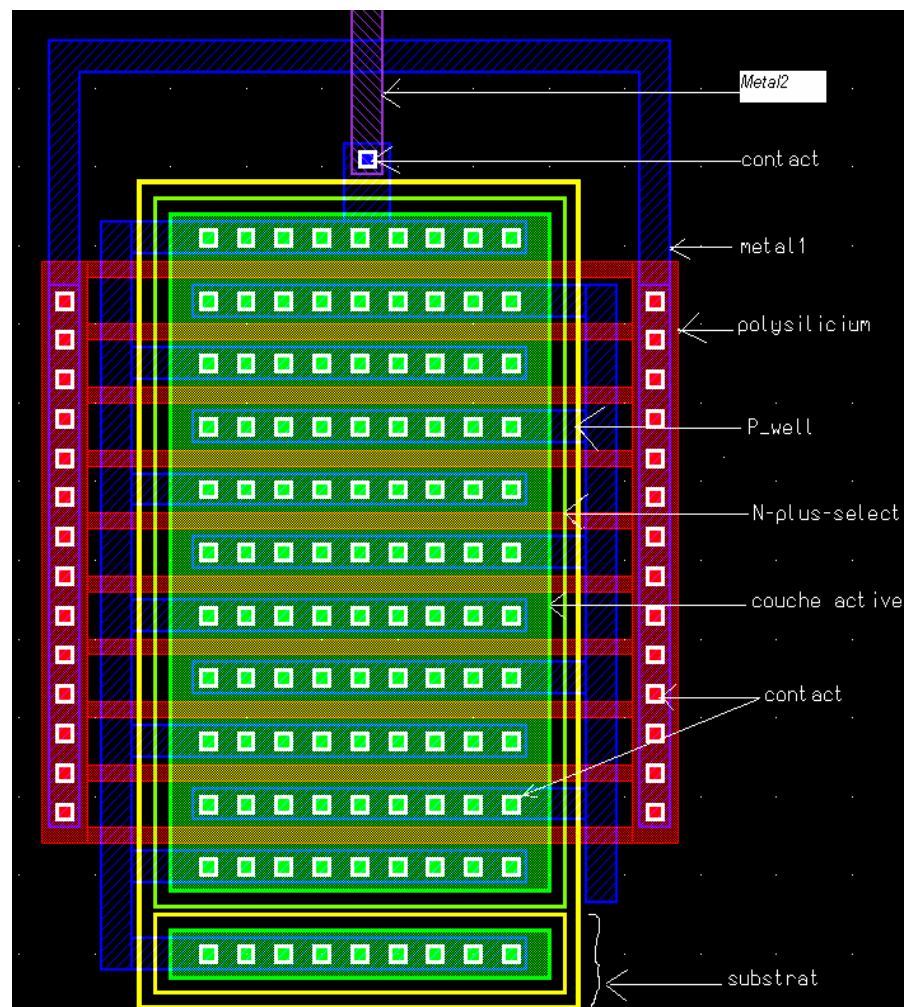 Metal2
contact
metal1
polysilicium
P_well
N-plus-select
couche active
contact
substrat